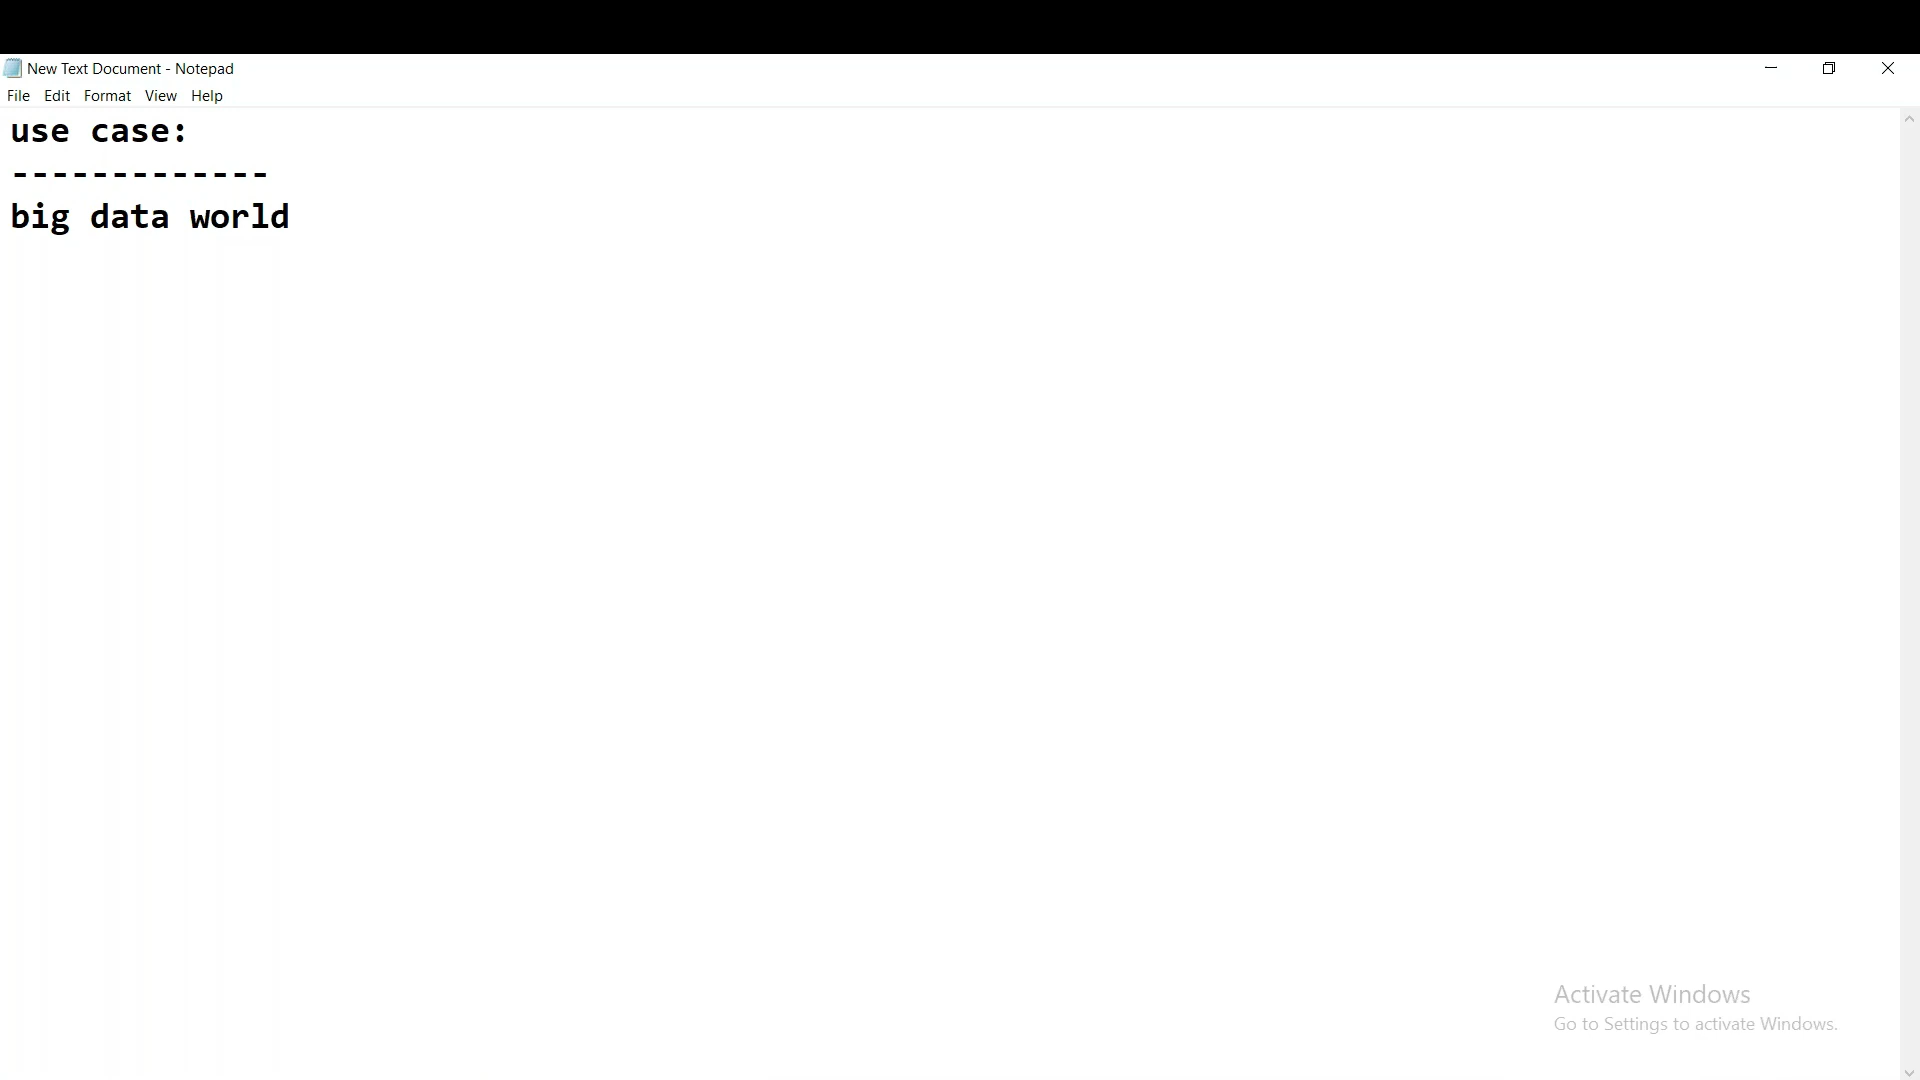 New Text Document - Notepad
File Edit Format View Help
use case:
-------------
big data world
Activate Windows
Go to Settings to activate Windows.